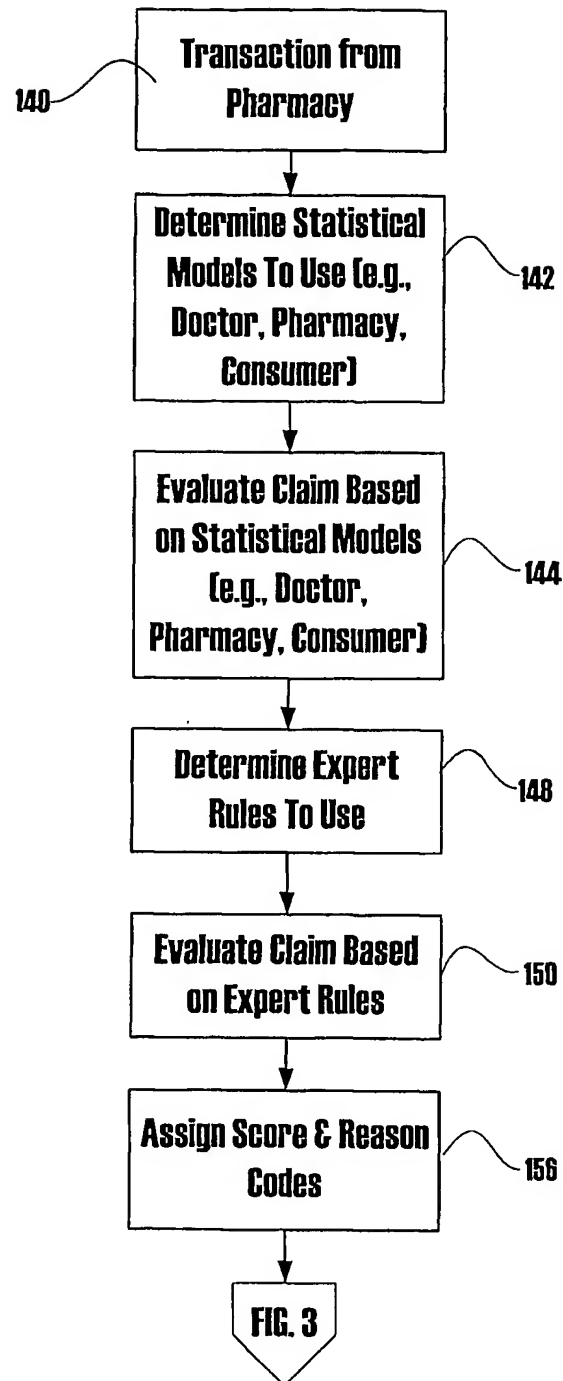 Transaction from
Pharmacy
140
Determine Statistical
Models To Use (e.g.,
Doctor, Pharmacy,
Consumer)
142
Evaluate Claim Based
on Statistical Models
(e.g., Doctor,
Pharmacy, Consumer)
144
Determine Expert
Rules To Use
148
Evaluate Claim Based
on Expert Rules
150
Assign Score & Reason
Codes
156
FIG. 3